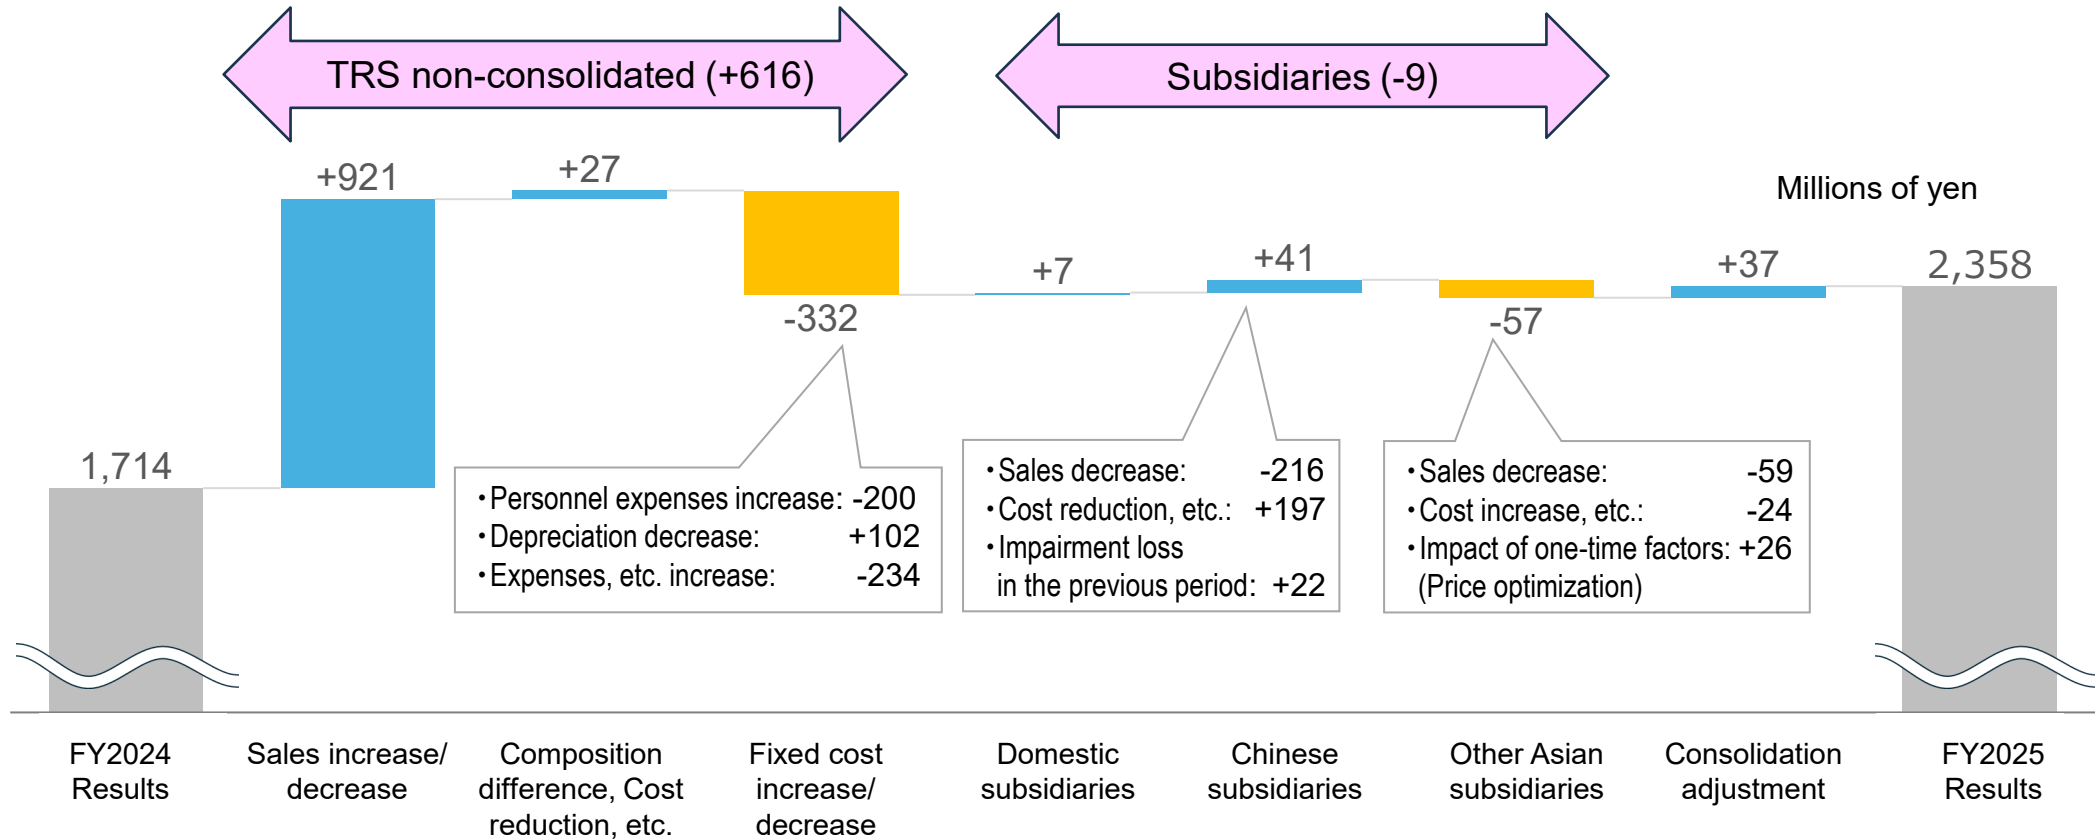 TRS non-consolidated (+616)
Subsidiaries (-9)
Millions of yen
+921
+27
-332
+7
+41
-57
+37
2,358
1,714
・Personnel expenses increase: -200
・Depreciation decrease: +102
・Expenses, etc. increase: -234
・Sales decrease: -216
・Cost reduction, etc.: +197
・Impairment loss
in the previous period: +22
・Sales decrease: -59
・Cost increase, etc.: -24
・Impact of one-time factors: +26
(Price optimization)
FY2024
Results
Sales increase/
decrease
Composition
difference, Cost
reduction, etc.
Fixed cost
increase/
decrease
Domestic
subsidiaries
Chinese
subsidiaries
Other Asian
subsidiaries
Consolidation
adjustment
FY2025
Results